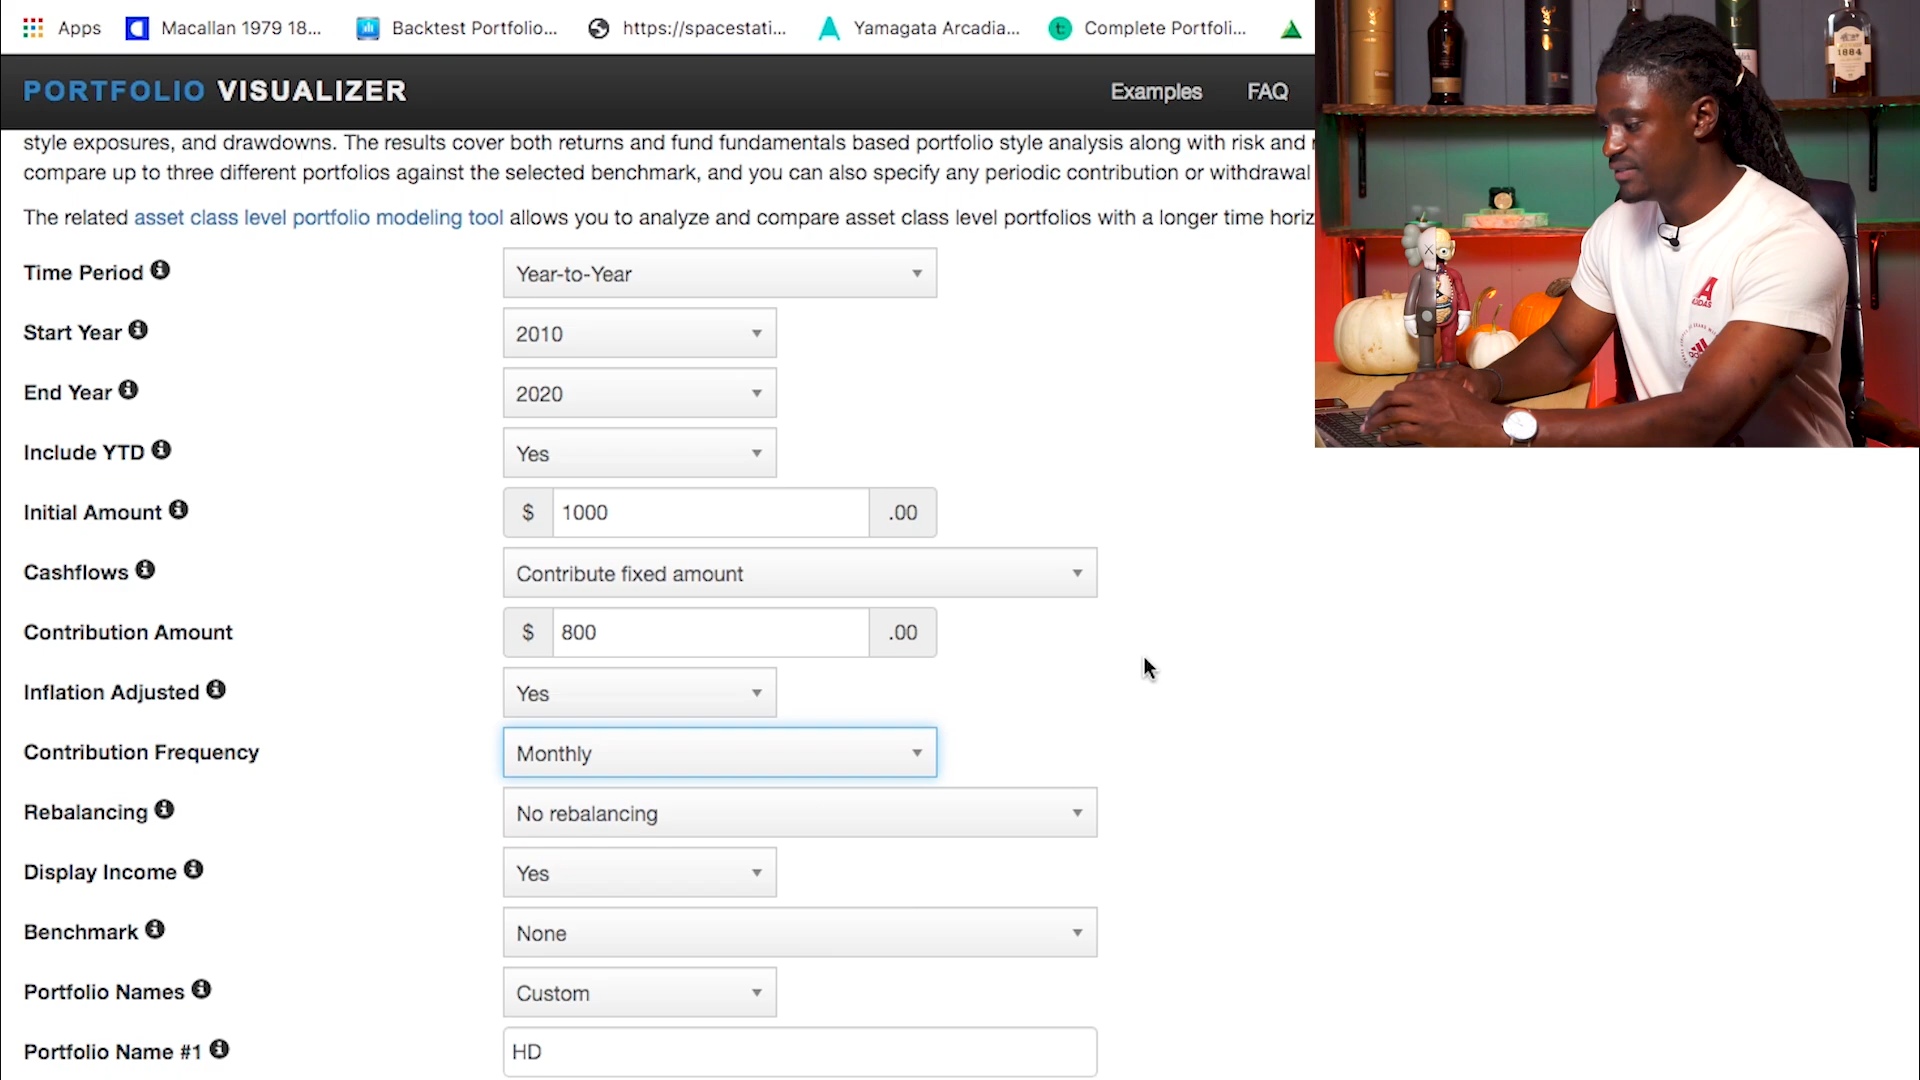 Apps
Macallan 1979 18...
Backtest Portfolio...
https://spacestati...
Yamagata Arcadia...
Complete Portfoli...
PORTFOLIO VISUALIZER
Examples
FAQ
style exposures, and drawdowns. The results cover both returns and fund fundamentals based portfolio style analysis along with risk and
compare up to three different portfolios against the selected benchmark, and you can also specify any periodic contribution or withdrawal
The related asset class level portfolio modeling tool allows you to analyze and compare asset class level portfolios with a longer time horiz
Time Period
Year-to-Year
Start Year
2010
End Year
2020
Include YTD
Yes
Initial Amount
$ 1000 .00
Cashflows
Contribute fixed amount
Contribution Amount
$ 800 .00
Inflation Adjusted
Yes
Contribution Frequency
Monthly
Rebalancing
No rebalancing
Display Income
Yes
Benchmark
None
Portfolio Names
Custom
Portfolio Name #1
HD
1884